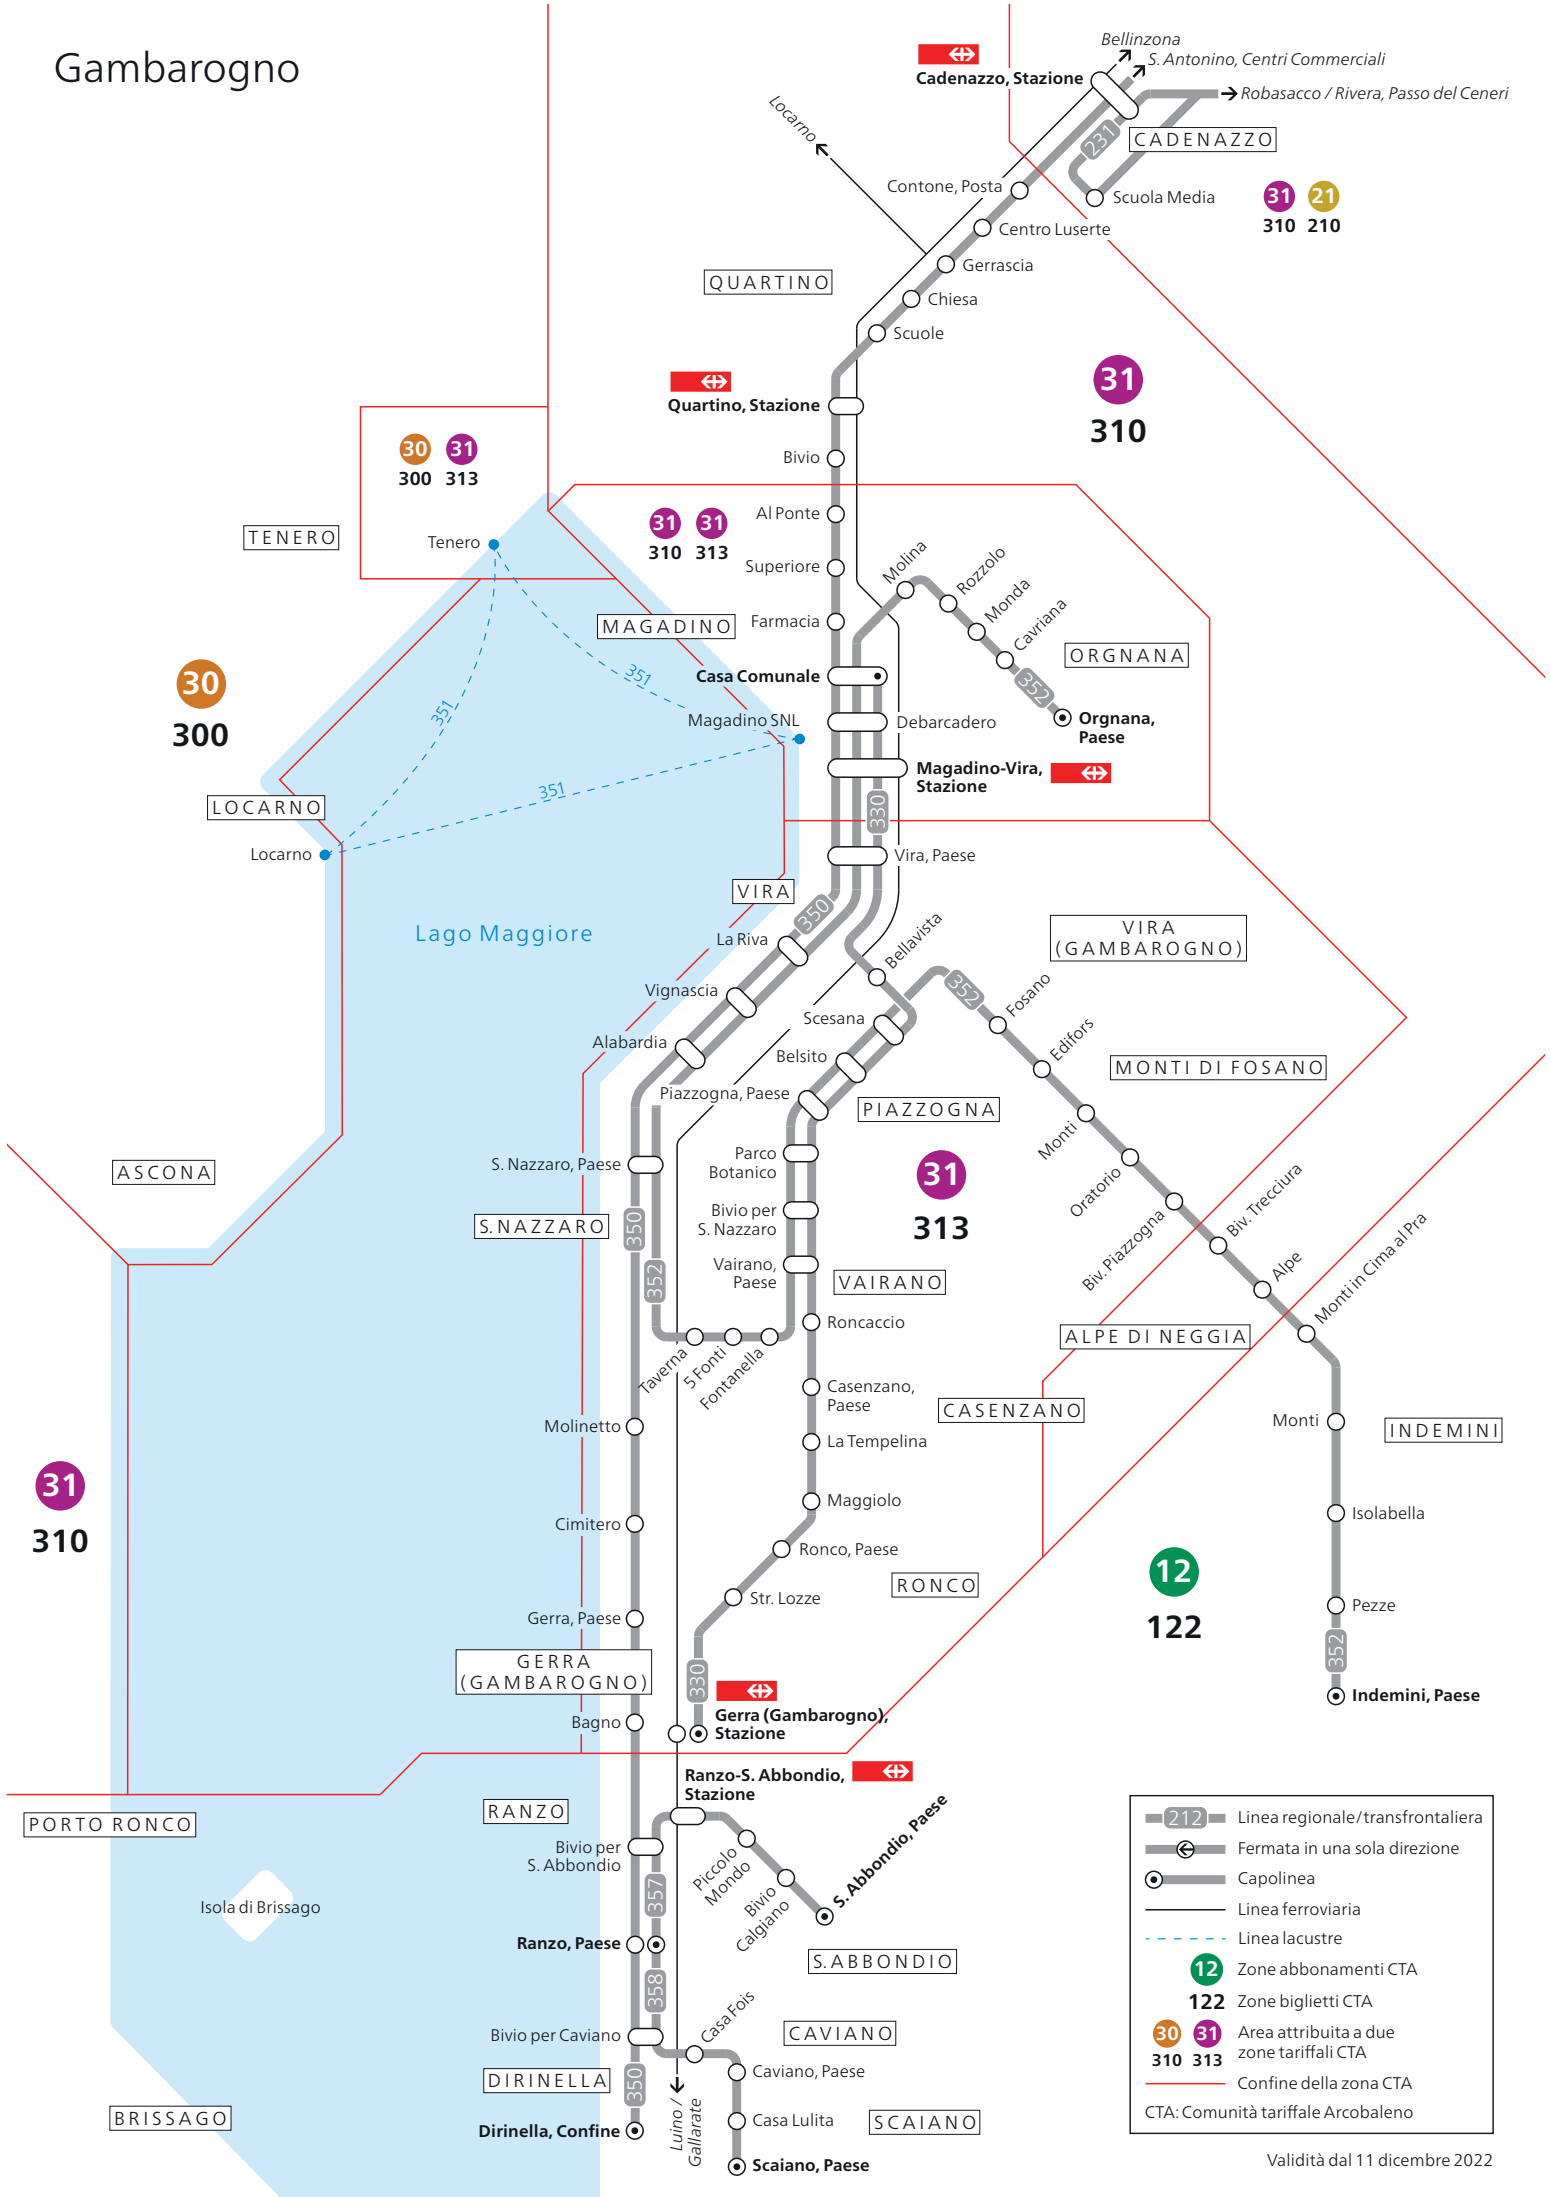 Gambarogno
Bellinzona
S. Antonino, Centri Commerciali
Cadenazzo, Stazione
Robasacco / Rivera, Passo del Ceneri
Locarno
231
CADENAZZO
Contone, Posta
Scuola Media
31 21
310 210
Centro Luserte
Gerrascia
QUARTINO
Chiesa
Scuole
31
310
Quartino, Stazione
30 31
300 313
Bivio
Al Ponte
31 31
310 313
TENERO
Tenero
Superiore
Molina
Rozzolo
Monda
Cavriana
MAGADINO
Farmacia
ORGNANA
352
Casa Comunale
30
300
351
351
Magadino SNL
Debarcadero
Orgnana,
Paese
Magadino-Vira,
Stazione
351
LOCARNO
330
Locarno
Vira, Paese
VIRA
350
Lago Maggiore
La Riva
Bellavista
VIRA
(GAMBAROGNO)
352
Vignascia
Fosano
Scesana
Alabardia
Edifors
Belsito
MONTI DI FOSANO
Piazzogna, Paese
PIAZZOGNA
Monti
Parco
Botanico
S. Nazzaro, Paese
31
313
ASCONA
Oratorio
Biv. Trecciura
S. NAZZARO
350
Bivio per
S. Nazzaro
Biv. Piazzogna
Monti in Cima al Pra
352
Vairano,
Paese
VAIRANO
Alpe
Roncaccio
ALPE DI NEGGIA
Taverna
5 Fonti
Fontanella
Casenzano,
Paese
CASENZANO
Molinetto
La Tempelina
Monti
INDEMINI
31
310
Maggiolo
Isolabella
Cimitero
Ronco, Paese
RONCO
12
122
Str. Lozze
Pezze
Gerra, Paese
GERRA
(GAMBAROGNO)
352
330
Indemini, Paese
Bagno
Gerra (Gambarogno),
Stazione
Ranzo-S. Abbondio,
Stazione
RANZO
PORTO RONCO
Bivio per
S. Abbondio
Piccolo
Mondo
Bivio
Calgiano
S. Abbondio, Paese
357
Isola di Brissago
Ranzo, Paese
S. ABBONDIO
358
Bivio per Caviano
Casa Fois
CAVIANO
DIRINELLA
350
Caviano, Paese
BRISSAGO
Casa Lulita
SCAIANO
Dirinella, Confine
Luino /
Gallarate
Scaiano, Paese
212 Linea regionale/transfrontaliera
Fermata in una sola direzione
Capolinea
Linea ferroviaria
Linea lacustre
12 Zone abbonamenti CTA
122 Zone biglietti CTA
30 31 Area attribuita a due
310 313 zone tariffali CTA
Confine della zona CTA
CTA: Comunità tariffale Arcobaleno
Validità dal 11 dicembre 2022